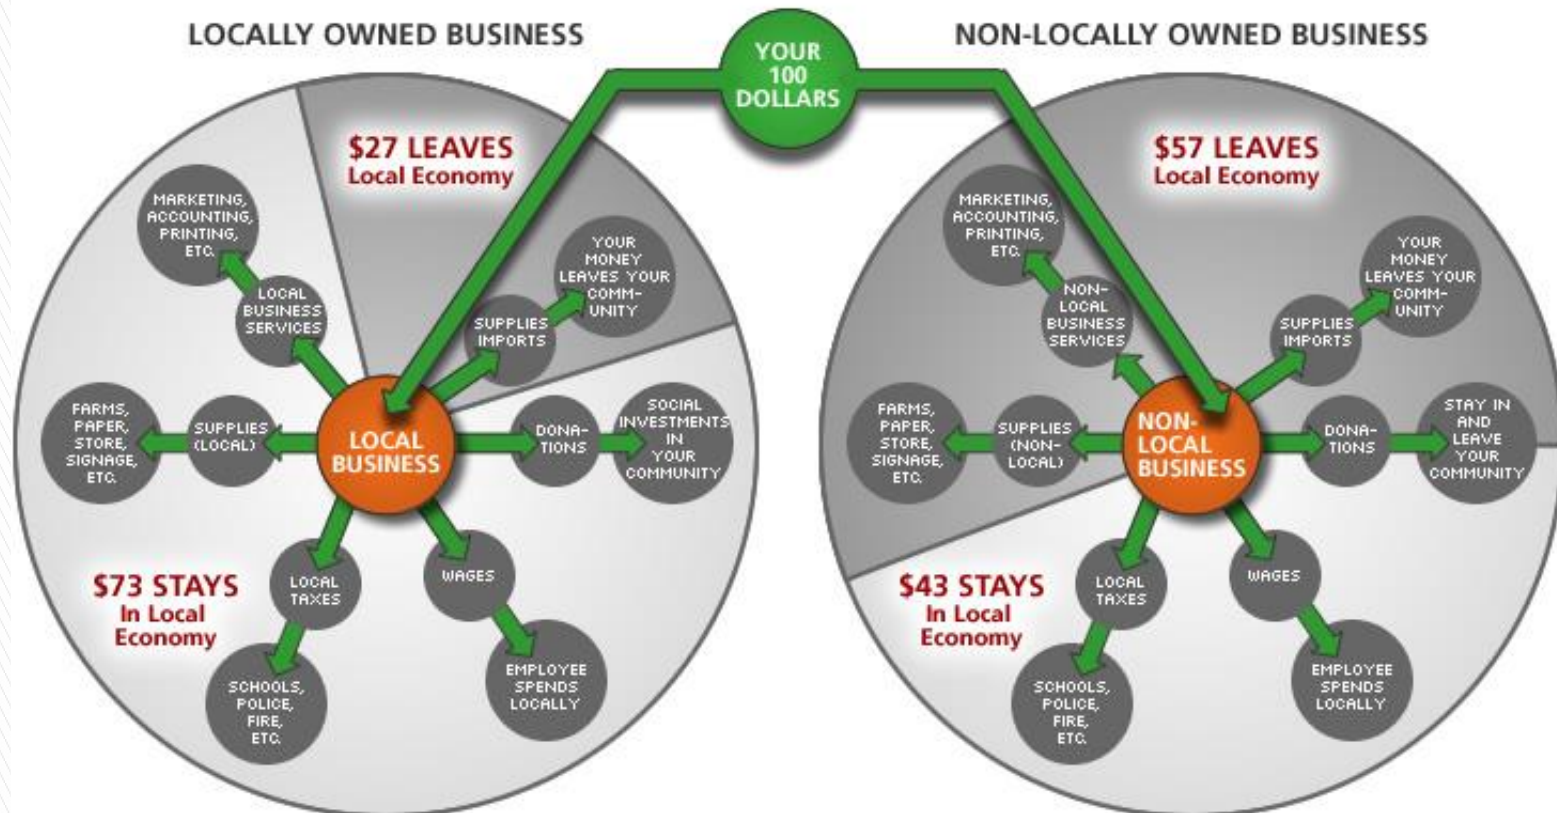 LOCALLY OWNED BUSINESS
YOUR
100
DOLLARS
NON-LOCALLY OWNED BUSINESS
$27 LEAVES
Local Economy
MARKETING,
ACCOUNTING,
PRINTING,
ETC.
LOCAL
BUSINESS
SERVICES
YOUR
MONEY
LEAVES YOUR
COMM-
UNITY
SUPPLIES
IMPORTS
FARMS,
PAPER,
STORE,
SIGNAGE,
ETC.
SUPPLIES
(LOCAL)
LOCAL
BUSINESS
DONA-
TIONS
SOCIAL
INVESTMENTS
IN
YOUR
COMMUNITY
$73 STAYS
In Local
Economy
LOCAL
TAXES
WAGES
SCHOOLS,
POLICE,
FIRE,
ETC.
EMPLOYEE
SPENDS
LOCALLY
$57 LEAVES
Local Economy
MARKETING,
ACCOUNTING,
PRINTING,
ETC.
NON-
LOCAL
BUSINESS
SERVICES
YOUR
MONEY
LEAVES YOUR
COMM-
UNITY
SUPPLIES
IMPORTS
FARMS,
PAPER,
STORE,
SIGNAGE,
ETC.
SUPPLIES
(NON-
LOCAL)
NON-
LOCAL
BUSINESS
DONA-
TIONS
STAY IN
AND
LEAVE
YOUR
COMMUNITY
$43 STAYS
In Local
Economy
LOCAL
TAXES
WAGES
SCHOOLS,
POLICE,
FIRE,
ETC.
EMPLOYEE
SPENDS
LOCALLY